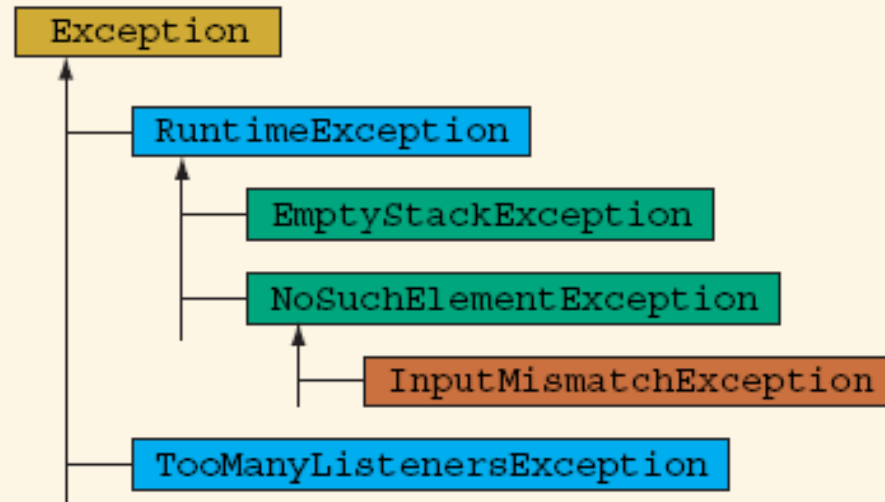 Exception
RuntimeException
EmptyStackException
NoSuchElementException
InputMismatchException
TooManyListenersException